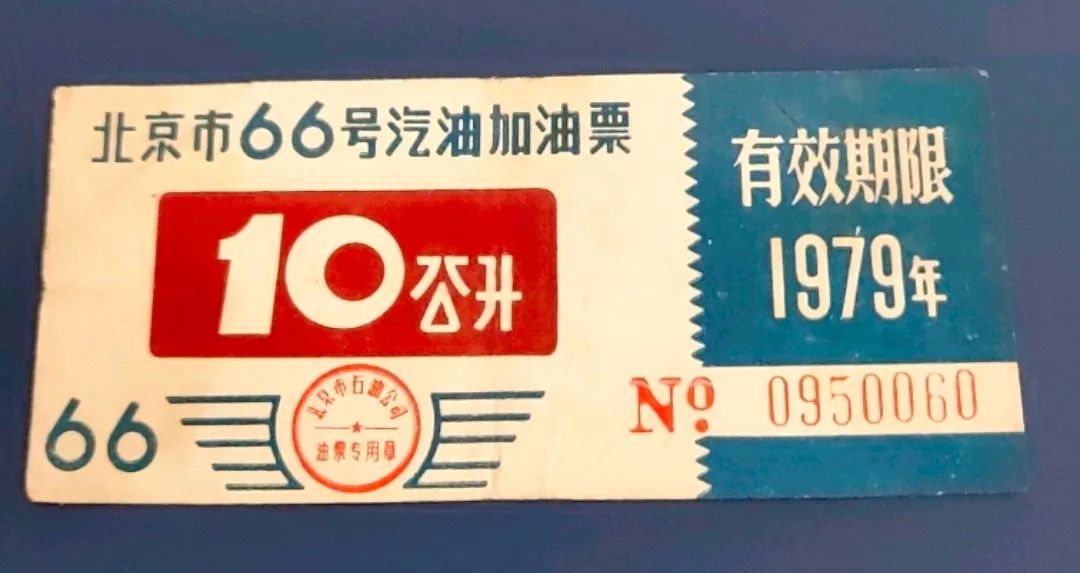 北京市66号汽油加油票
10公升
66
北京市石油公司
油票专用章
有效期限
1979年
No. 0950060